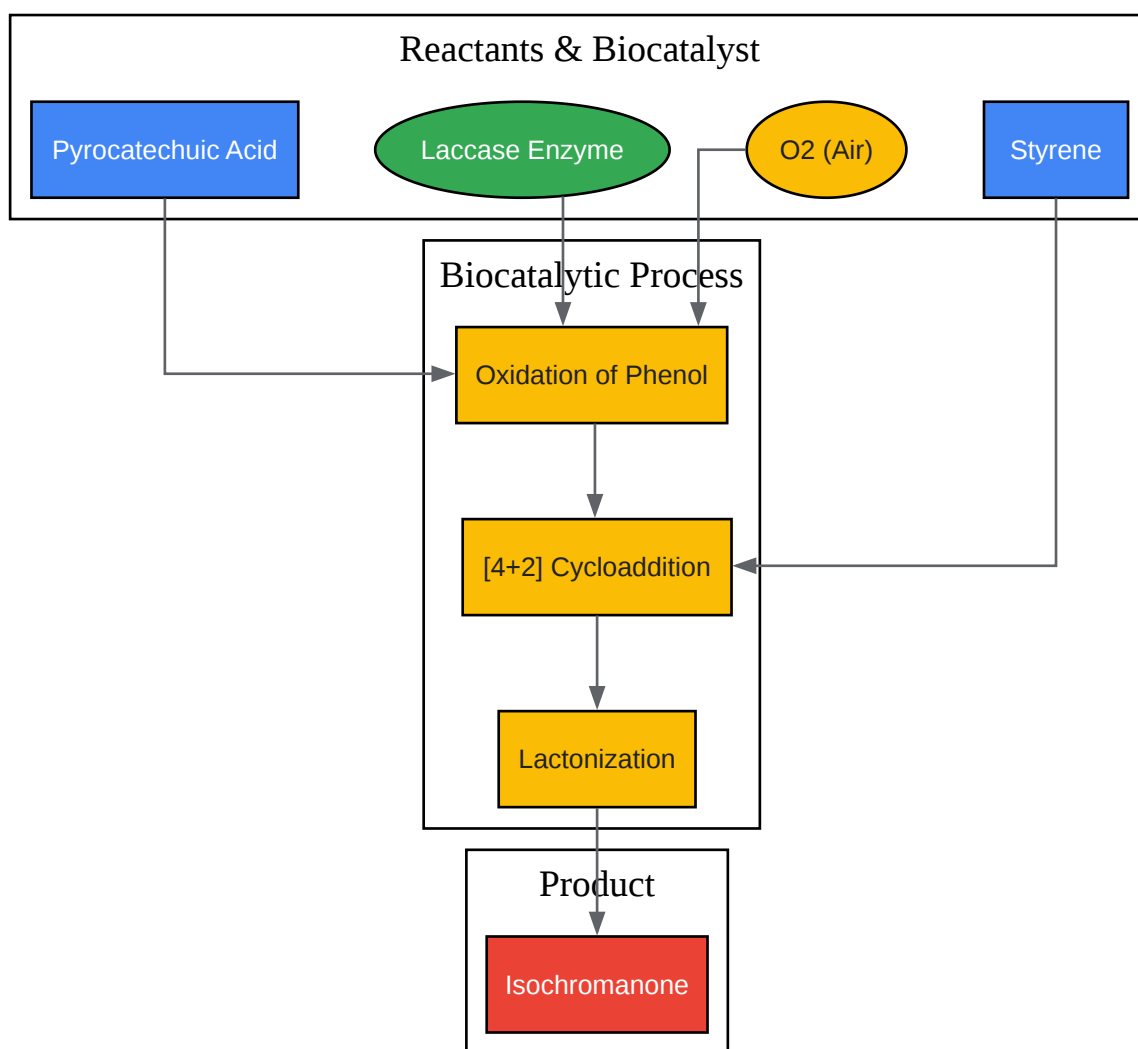 Reactants & Biocatalyst
Pyrocatechuic Acid
Laccase Enzyme
O2 (Air)
Styrene
Biocatalytic Process
Oxidation of Phenol
[4+2] Cycloaddition
Lactonization
Product
Isochromanone